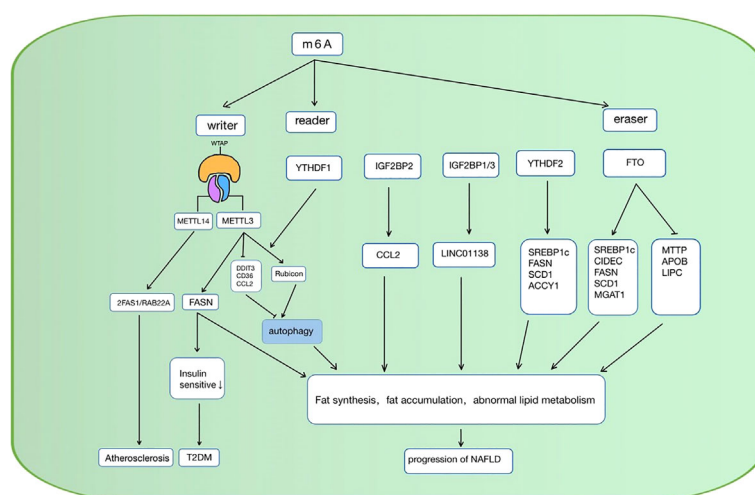 m6A
writer
reader
eraser
WTAP
YTHDF1
IGF2BP2
IGF2BP1/3
YTHDF2
FTO
METTL14
METTL3
DDIT3
CD36
CCL2
Rubicon
CCL2
LINC01138
SREBP1c
FASN
SCD1
ACCY1
SREBP1c
CIDEC
FASN
SCD1
MGAT1
MTTP
APOB
LIPC
2FAS1/RAB22A
FASN
autophagy
Insulin
sensitive↓
Fat synthesis, fat accumulation, abnormal lipid metabolism
Atherosclerosis
T2DM
progression of NAFLD